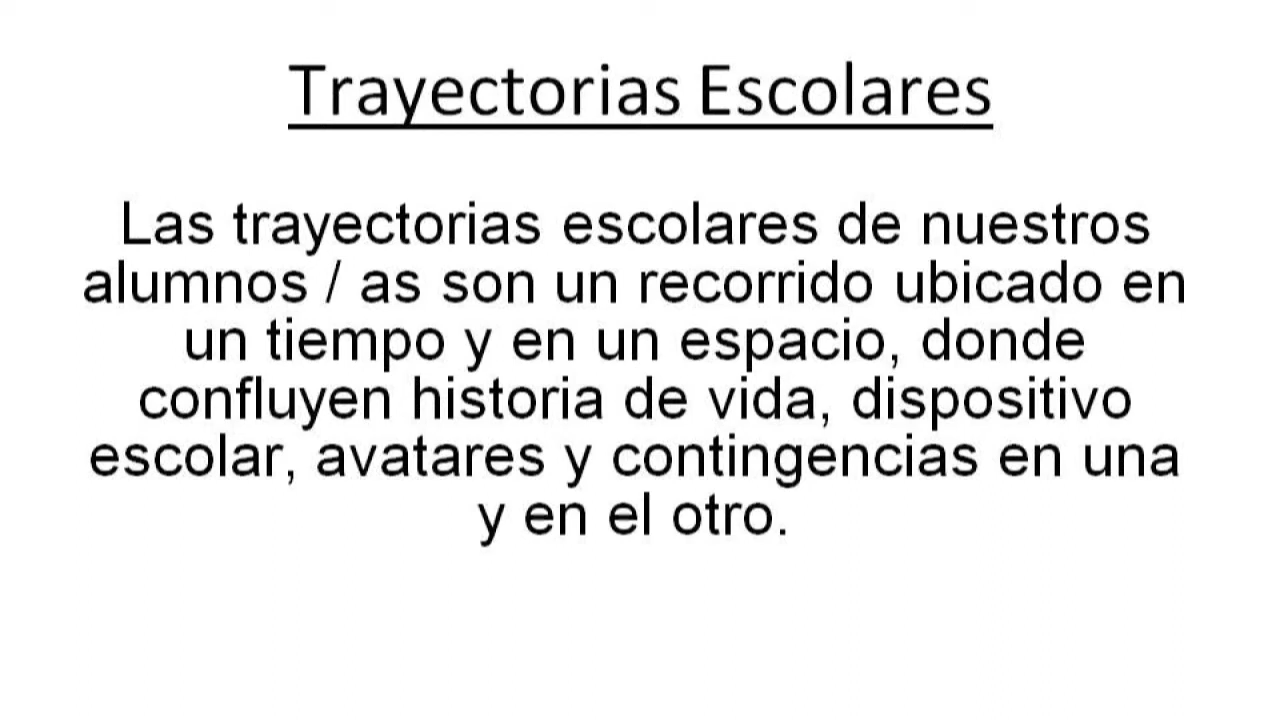 Trayectorias Escolares
Las trayectorias escolares de nuestros
alumnos / as son un recorrido ubicado en
un tiempo y en un espacio, donde
confluyen historia de vida, dispositivo
escolar, avatares y contingencias en una
y en el otro.